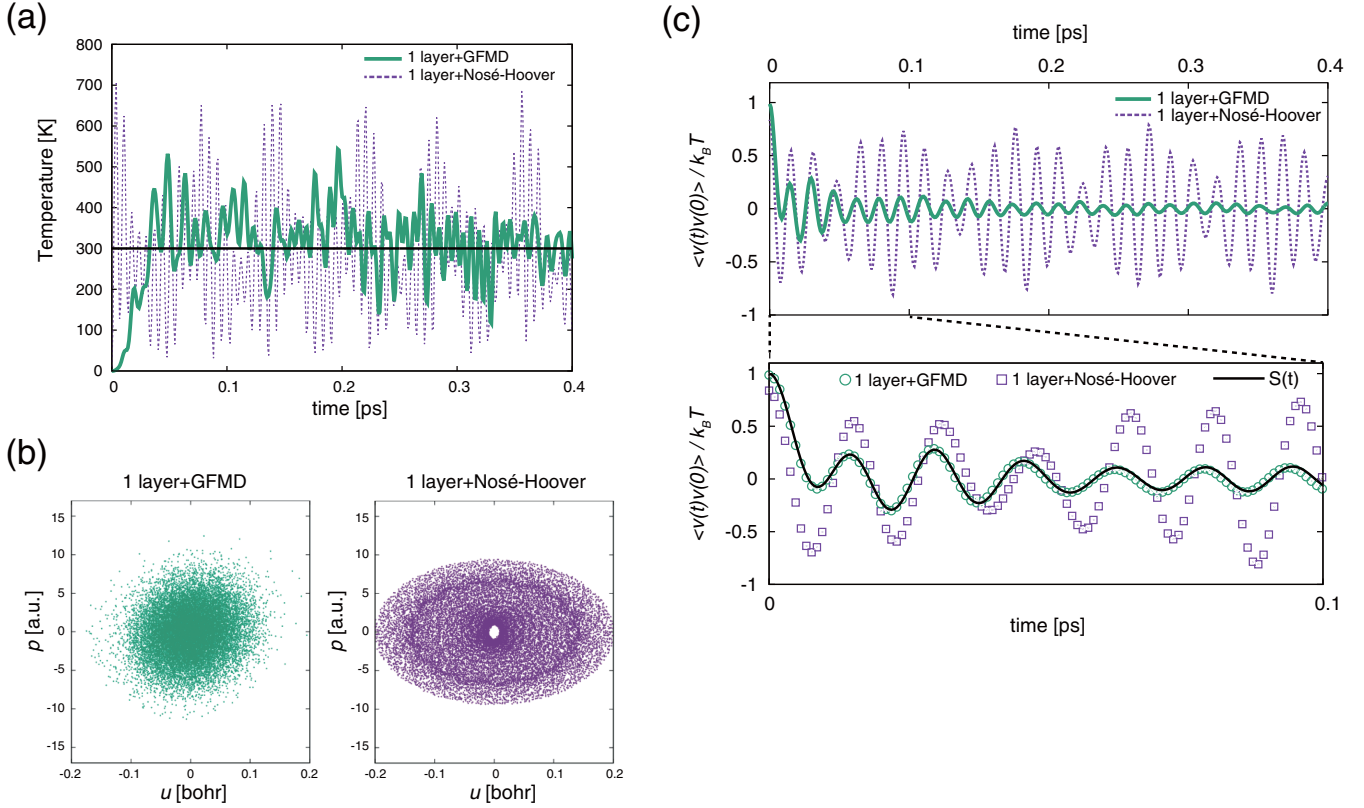 (a)
800
700
600
500
400
300
200
100
0
Temperature [K]
1 layer+GFMD
1 layer+Nosé-Hoover
0
0.1
0.2
0.3
0.4
time [ps]
(b)
1 layer+GFMD
15
10
5
0
-5
-10
-15
p [a.u.]
-0.2
-0.1
0
0.1
0.2
u [bohr]
1 layer+Nosé-Hoover
15
10
5
0
-5
-10
-15
p [a.u.]
-0.2
-0.1
0
0.1
0.2
u [bohr]
(c)
time [ps]
0
0.1
0.2
0.3
0.4
1
0.5
0
-0.5
-1
<v(t)v(0)> / kBT
1 layer+GFMD
1 layer+Nosé-Hoover
1
0.5
0
-0.5
-1
<v(t)v(0)> / kBT
1 layer+GFMD
1 layer+Nosé-Hoover
S(t)
0
0.1
time [ps]